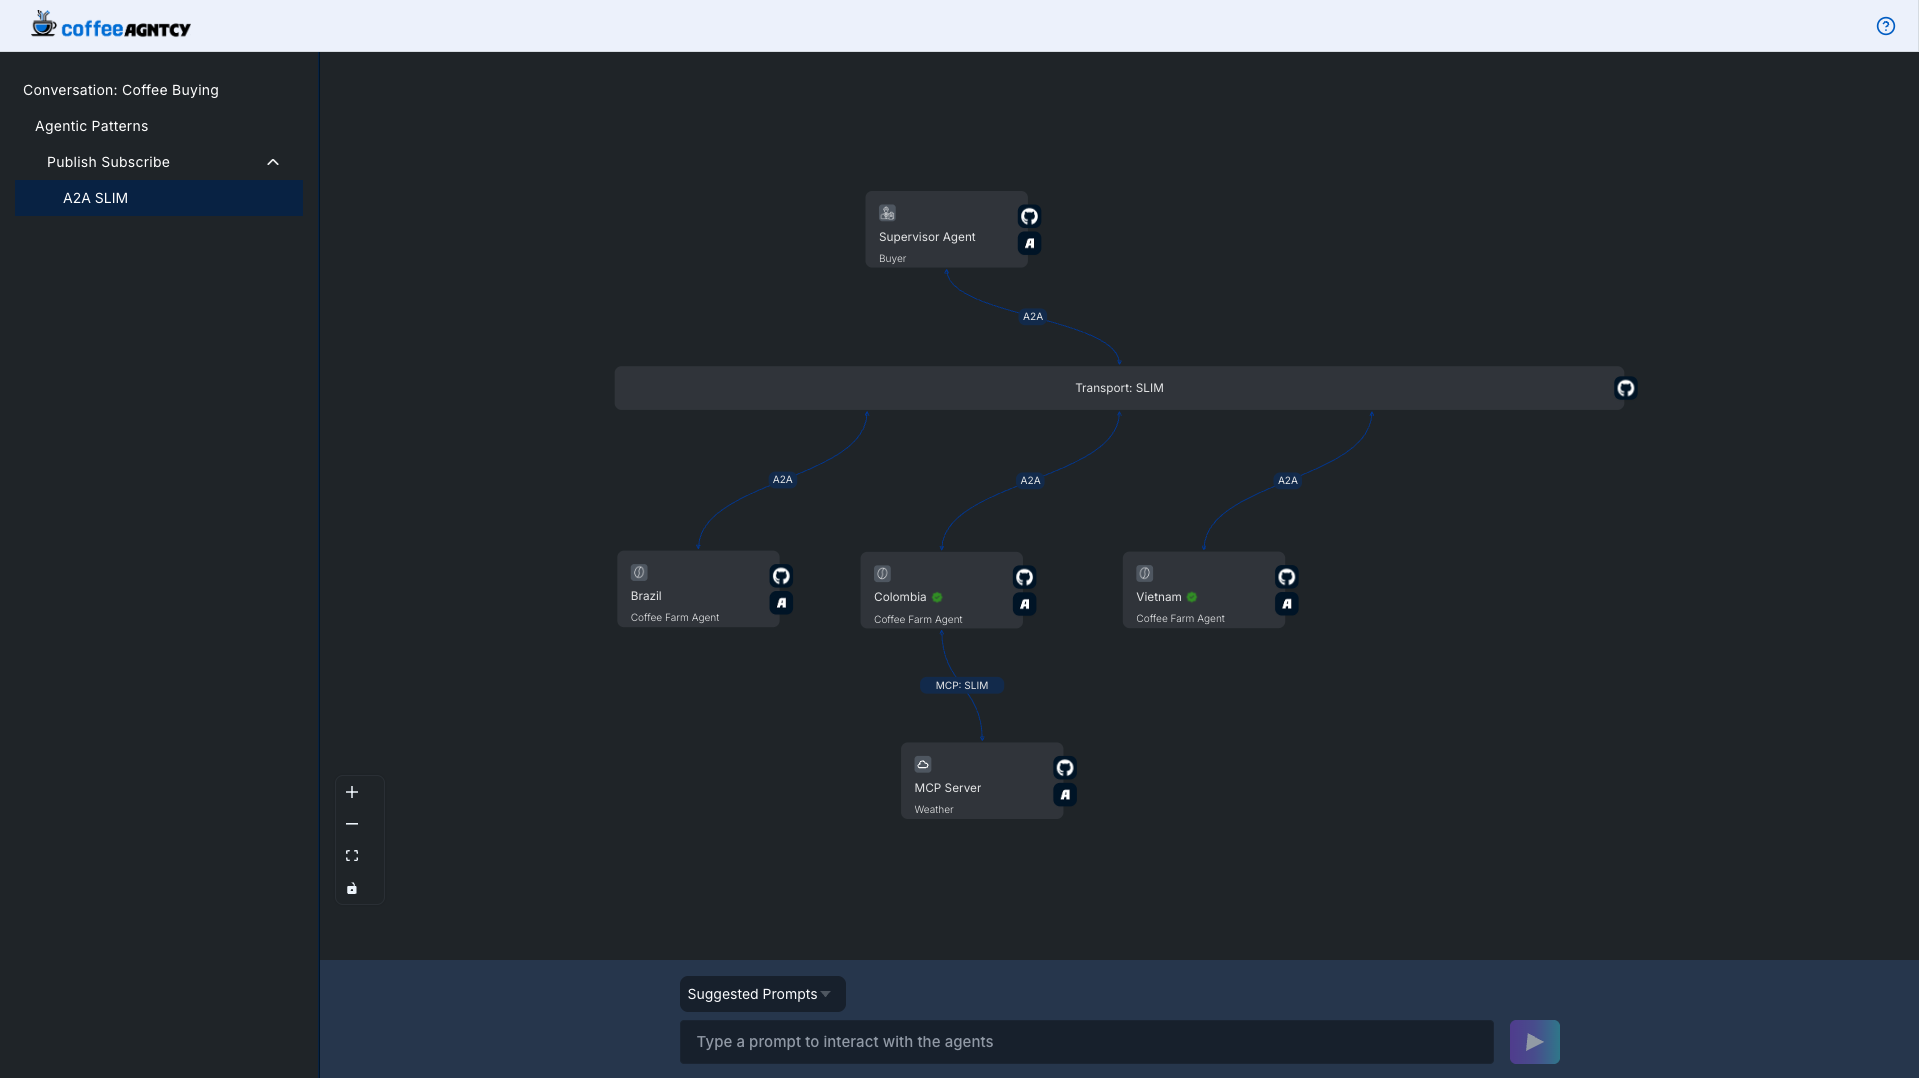 coffeeAGNTCY
Conversation: Coffee Buying
Agentic Patterns
Publish Subscribe
A2A SLIM
Supervisor Agent
Buyer
A2A
Transport: SLIM
A2A
A2A
A2A
Brazil
Coffee Farm Agent
Colombia
Coffee Farm Agent
Vietnam
Coffee Farm Agent
MCP: SLIM
MCP Server
Weather
Suggested Prompts
Type a prompt to interact with the agents